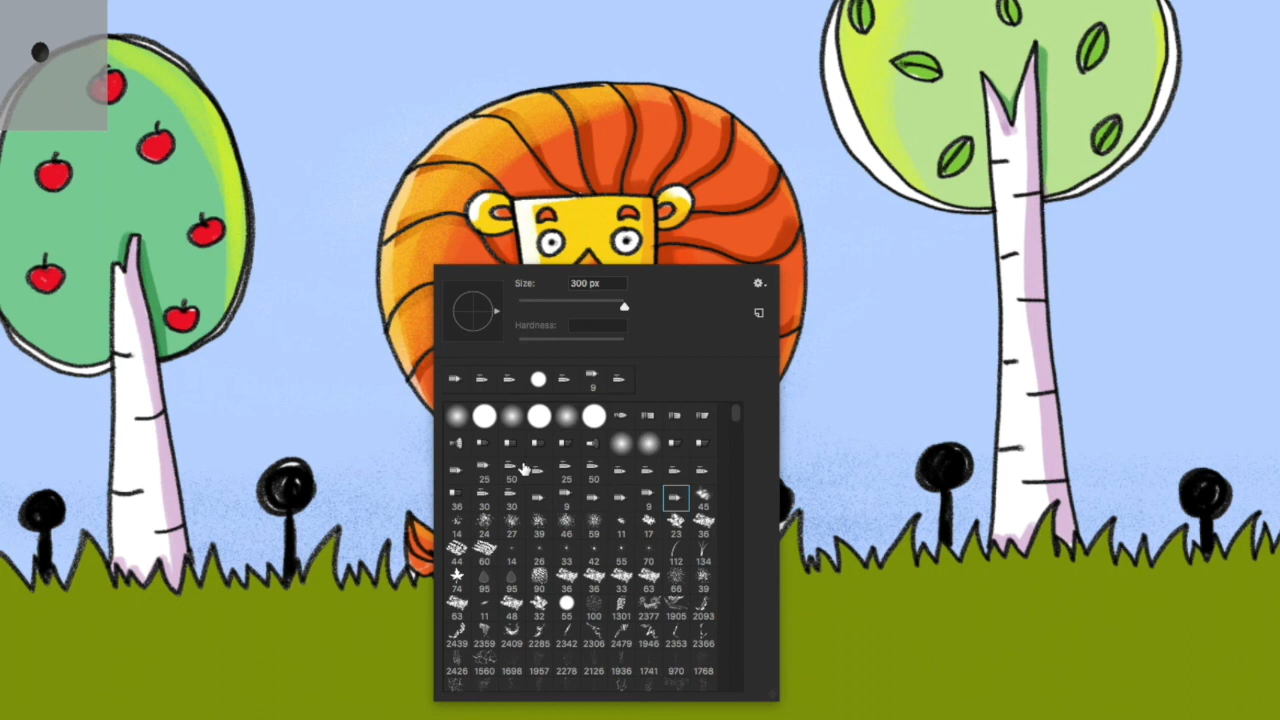 Size: 300 px
Hardness:
9
25 50 25 50
36 30 30 9 9 45
14 24 27 39 46 59 11 17 23 36
44 60 14 26 33 42 55 70 112 134
74 95 95 90 36 36 33 63 66 39
63 11 48 32 55 100 1301 2377 1905 2093
2439 2359 2409 2285 2342 2306 2479 1946 2353 2366
2426 1560 1698 1957 2278 2126 1936 1741 970 1768